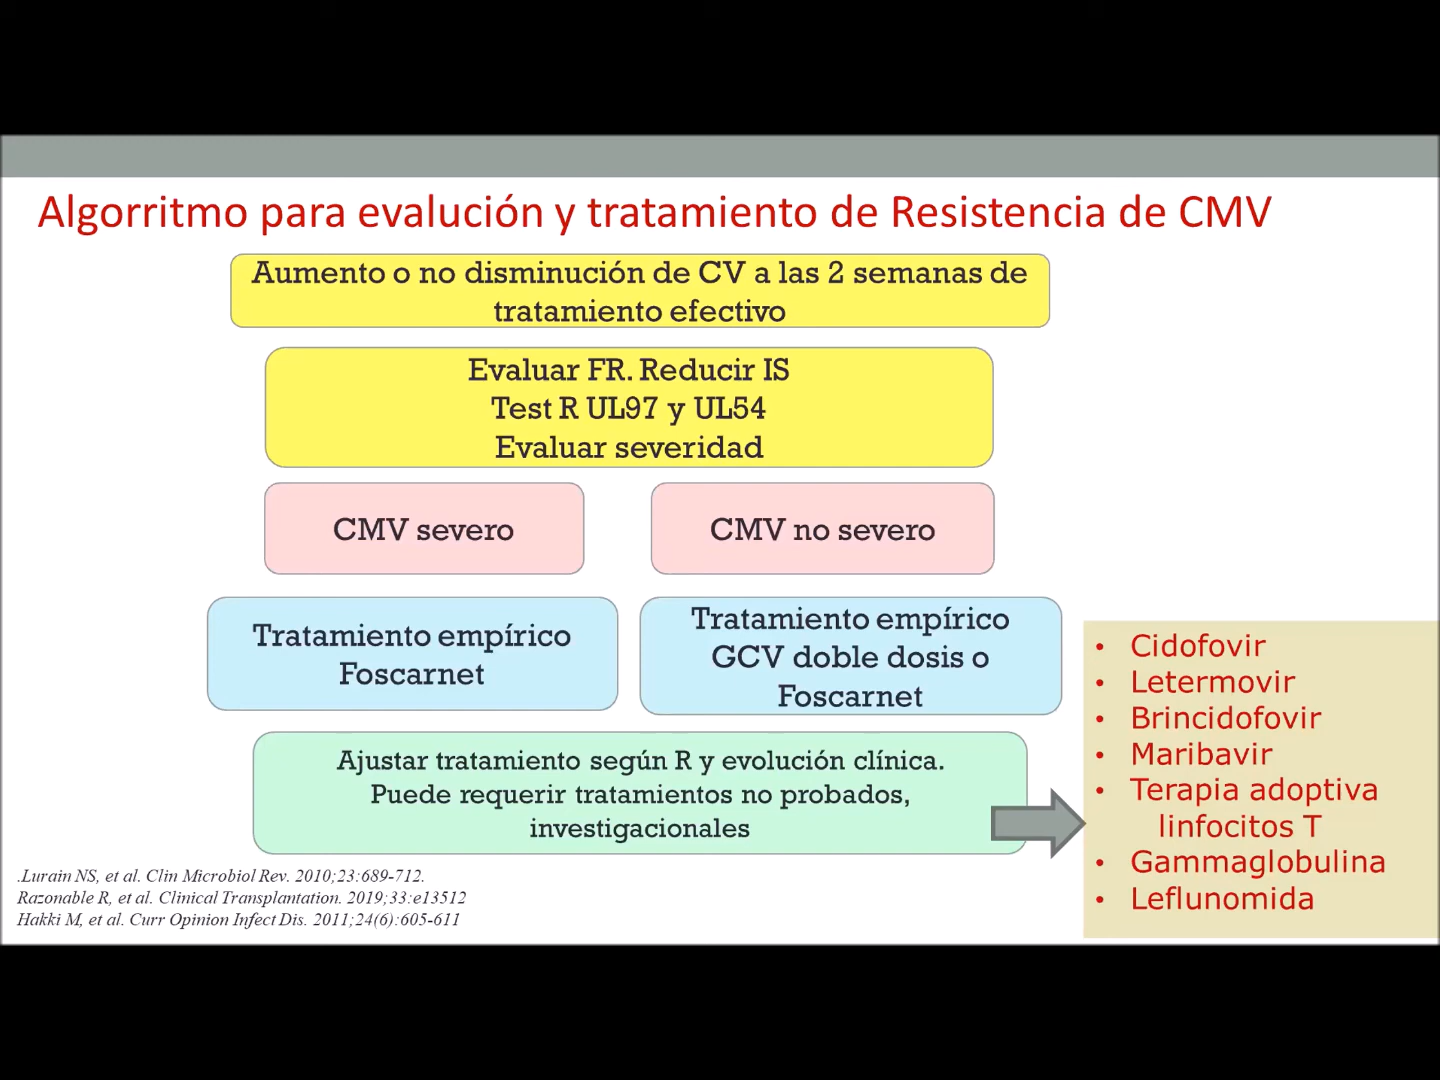 Algorritmo para evalución y tratamiento de Resistencia de CMV
Aumento o no disminución de CV a las 2 semanas de
tratamiento efectivo
Evaluar FR. Reducir IS
Test R UL97 y UL54
Evaluar severidad
CMV severo
CMV no severo
Tratamiento empírico
Foscarnet
Tratamiento empírico
GCV doble dosis o
Foscarnet
Ajustar tratamiento según R y evolución clínica.
Puede requerir tratamientos no probados,
investigacionales
• Cidofovir
• Letermovir
• Brincidofovir
• Maribavir
• Terapia adoptiva
linfocitos T
• Gammaglobulina
• Leflunomida
.Lurain NS, et al. Clin Microbiol Rev. 2010;23:689-712.
Razonable R, et al. Clinical Transplantation. 2019;33:e13512
Hakki M, et al. Curr Opinion Infect Dis. 2011;24(6):605-611